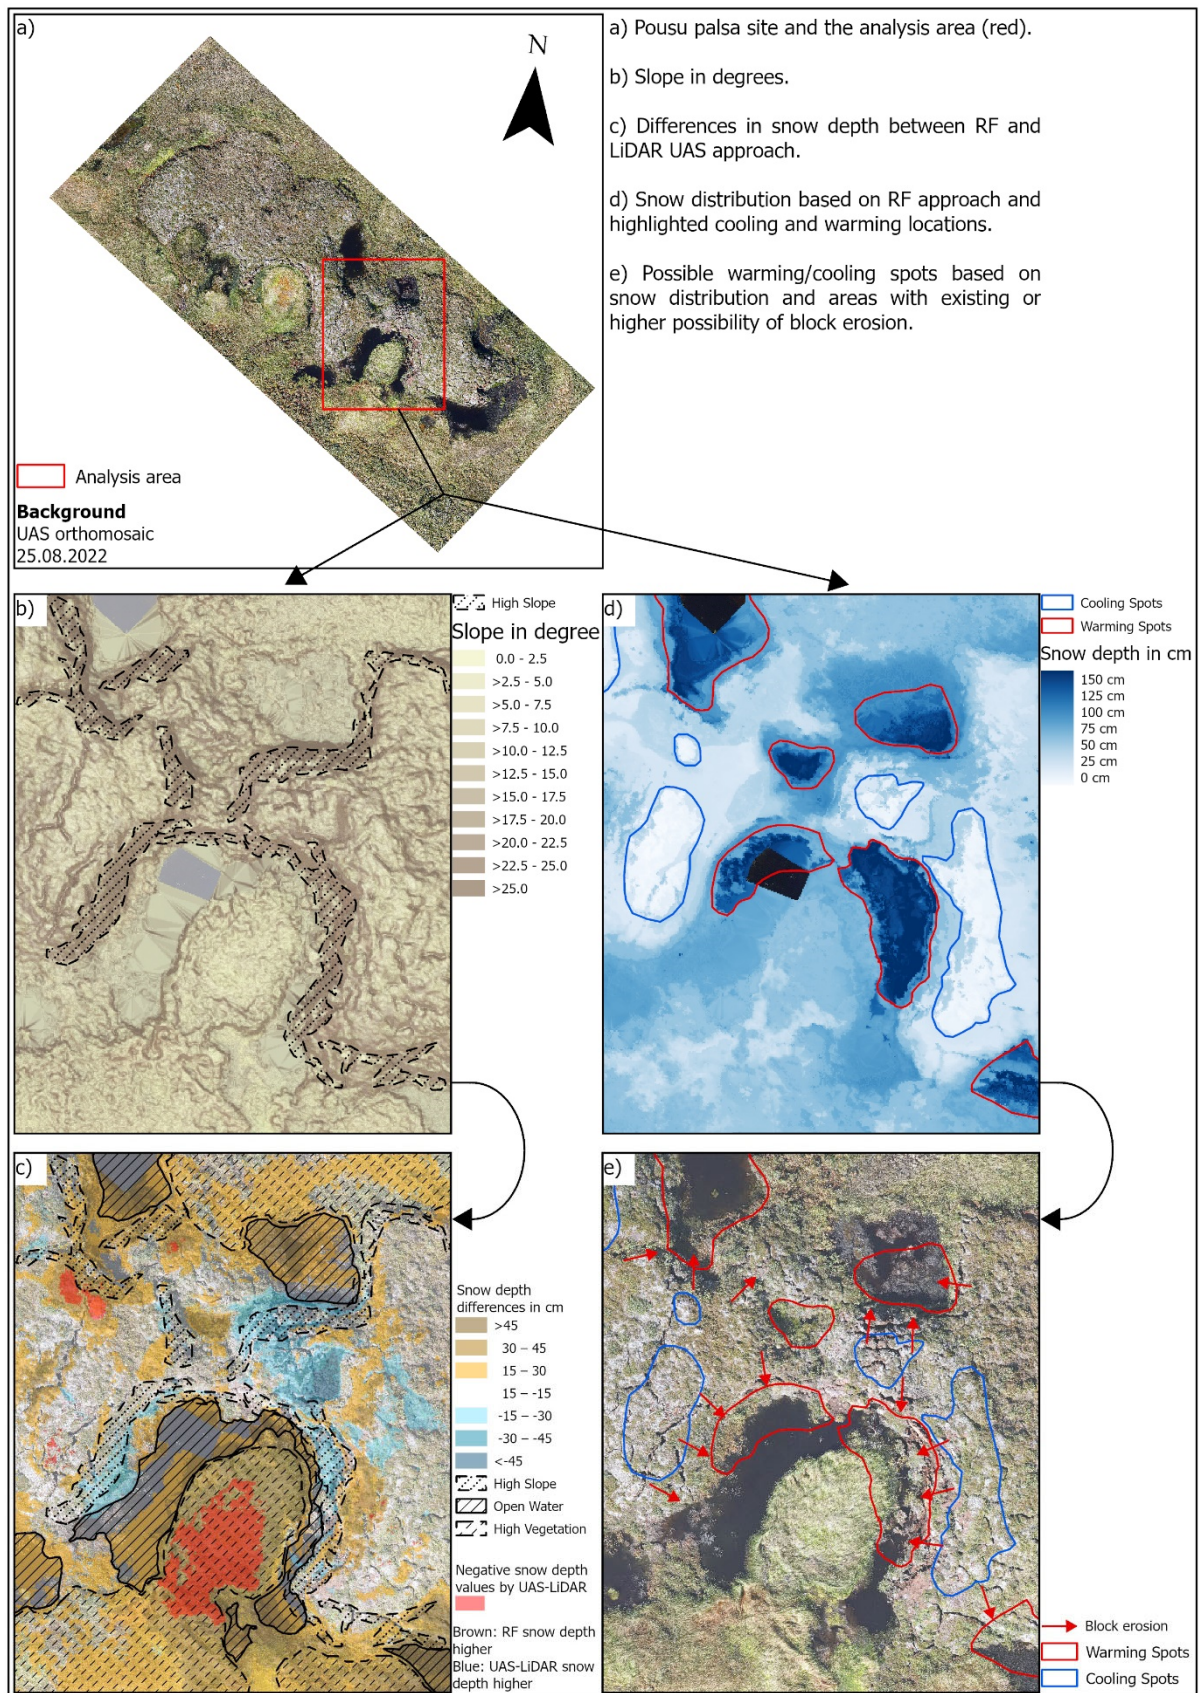 a)
N
Analysis area
Background
UAS orthomosaic
25.08.2022
a) Pousu palsa site and the analysis area (red).
b) Slope in degrees.
c) Differences in snow depth between RF and
LiDAR UAS approach.
d) Snow distribution based on RF approach and
highlighted cooling and warming locations.
e) Possible warming/cooling spots based on
snow distribution and areas with existing or
higher possibility of block erosion.
b)
High Slope
Slope in degree
0.0 - 2.5
>2.5 - 5.0
>5.0 - 7.5
>7.5 - 10.0
>10.0 - 12.5
>12.5 - 15.0
>15.0 - 17.5
>17.5 - 20.0
>20.0 - 22.5
>22.5 - 25.0
>25.0
d)
Cooling Spots
Warming Spots
Snow depth in cm
150 cm
125 cm
100 cm
75 cm
50 cm
25 cm
0 cm
c)
Snow depth
differences in cm
>45
30 – 45
15 – 30
15 – -15
-15 – -30
-30 – -45
<-45
High Slope
Open Water
High Vegetation
Negative snow depth
values by UAS-LiDAR
Brown: RF snow depth
higher
Blue: UAS-LiDAR snow
depth higher
e)
Block erosion
Warming Spots
Cooling Spots